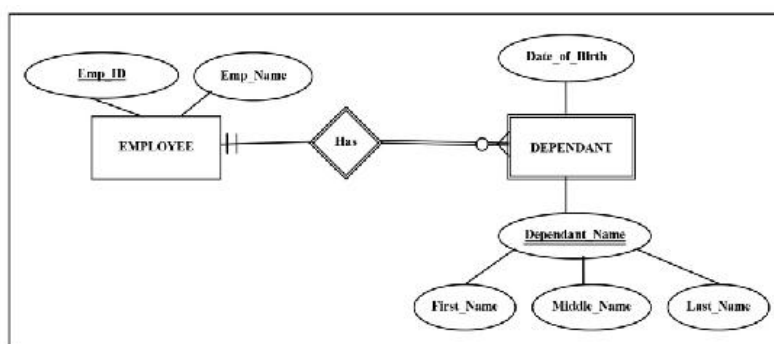 Emp_ID
Emp_Name
Date_of_Birth
EMPLOYEE
Has
DEPENDANT
Dependant_Name
First_Name
Middle_Name
Last_Name